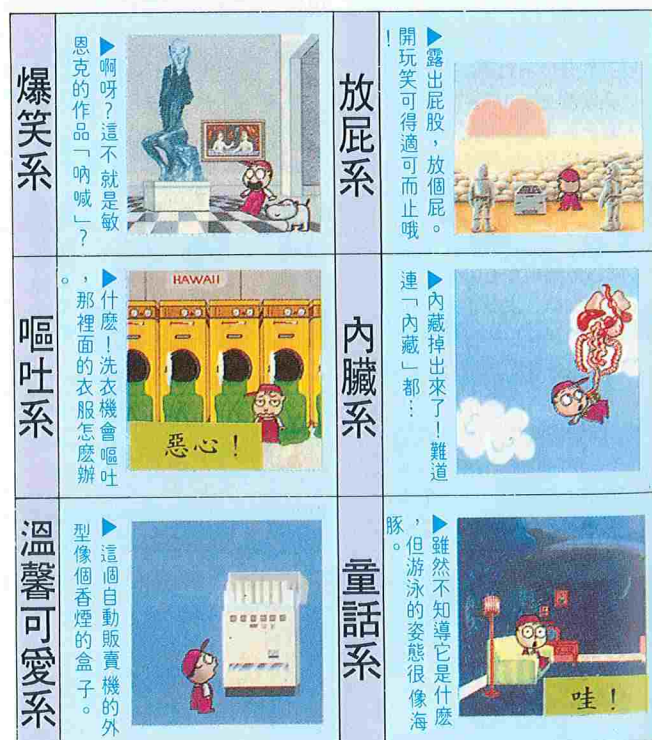 放屁系
▶露出屁股，放個屁。
開玩笑可得適可而止哦
！
爆笑系
▶啊呀？這不就是敏
恩克的作品「吶喊」？
內臟系
▶內藏掉出來了！難道
連「內藏」都…
嘔吐系
▶什麼！洗衣機會嘔吐
，那裡面的衣服怎麼辦
。
HAWAII
惡心！
童話系
▶雖然不知導它是什麼
，但游泳的姿態很像海
豚。
哇！
溫馨可愛系
▶這個自動販賣機的外
型像個香煙的盒子。